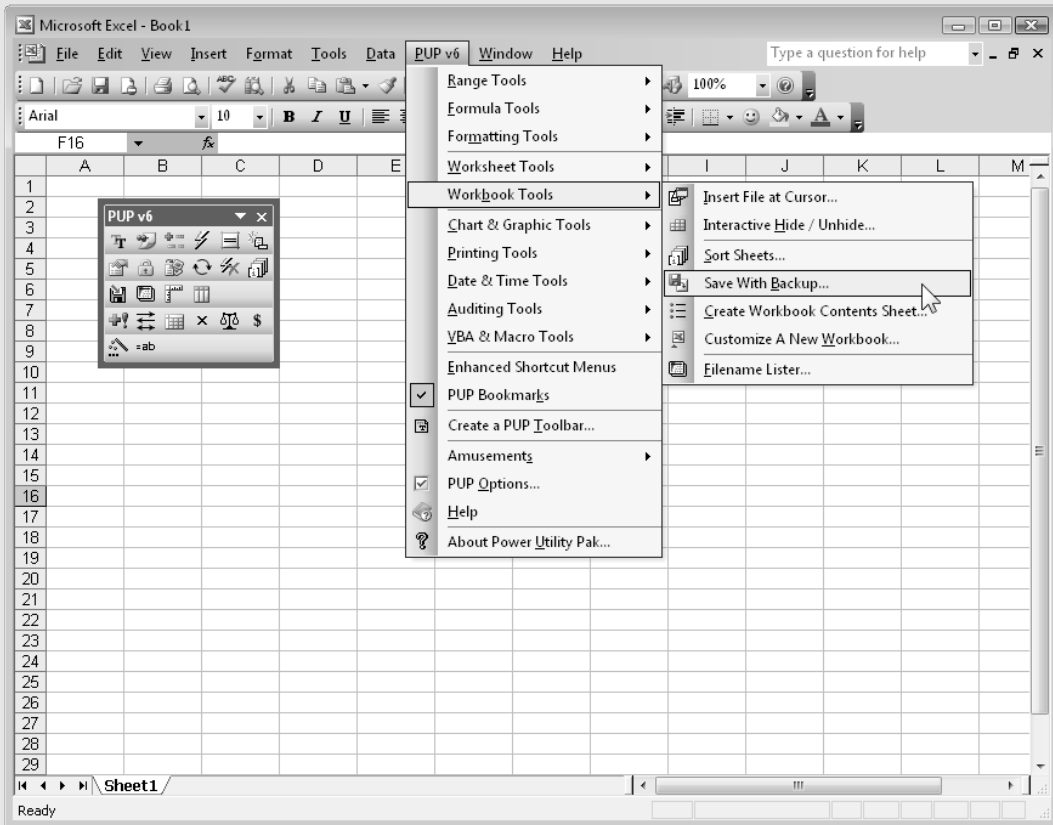 Microsoft Excel - Book1
File Edit View Insert Format Tools Data PUP v6 Window Help Type a question for help
ABC 100%
Arial 10 B I U A
F16 fx
A B C D E I J K L M
1
2
3
4
5
6
7
8
9
10
11
12
13
14
15
16
17
18
19
20
21
22
23
24
25
26
27
28
29
PUP v6
=ab
Range Tools
Formula Tools
Formatting Tools
Worksheet Tools
Workbook Tools
Chart & Graphic Tools
Printing Tools
Date & Time Tools
Auditing Tools
VBA & Macro Tools
Enhanced Shortcut Menus
PUP Bookmarks
Create a PUP Toolbar...
Amusements
PUP Options...
Help
About Power Utility Pak...
Insert File at Cursor...
Interactive Hide / Unhide...
Sort Sheets...
Save With Backup...
Create Workbook Contents Sheet...
Customize A New Workbook...
Filename Lister...
Sheet1
Ready